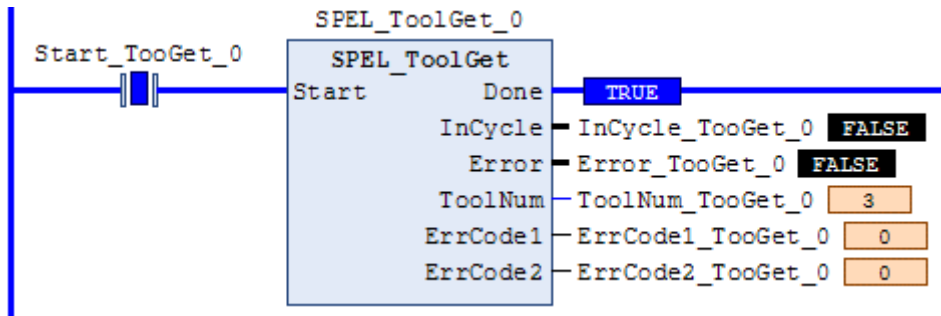 SPEL_ToolGet_0
Start_TooGet_0
SPEL_ToolGet
Start Done TRUE
InCycle InCycle_TooGet_0 FALSE
Error Error_TooGet_0 FALSE
ToolNum ToolNum_TooGet_0 3
ErrCode1 ErrCode1_TooGet_0 0
ErrCode2 ErrCode2_TooGet_0 0